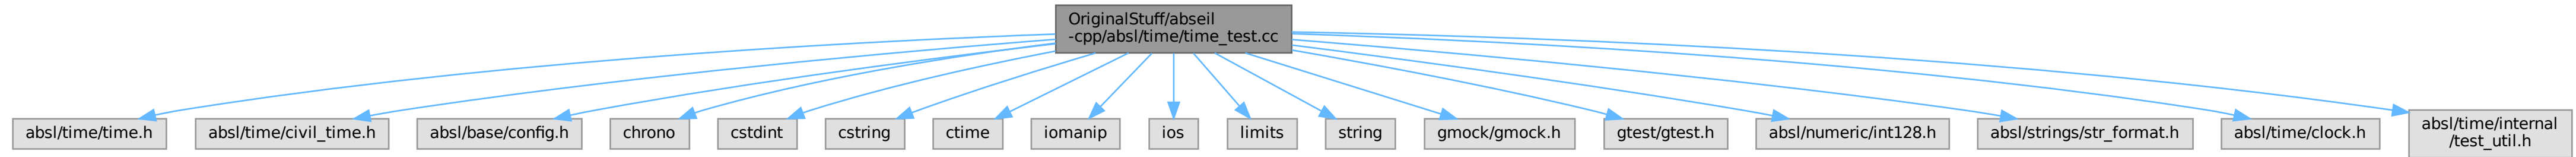 OriginalStuff/abseil
-cpp/absl/time/time_test.cc
absl/time/time.h
absl/time/civil_time.h
absl/base/config.h
chrono
cstdint
cstring
ctime
iomanip
ios
limits
string
gmock/gmock.h
gtest/gtest.h
absl/numeric/int128.h
absl/strings/str_format.h
absl/time/clock.h
absl/time/internal
/test_util.h